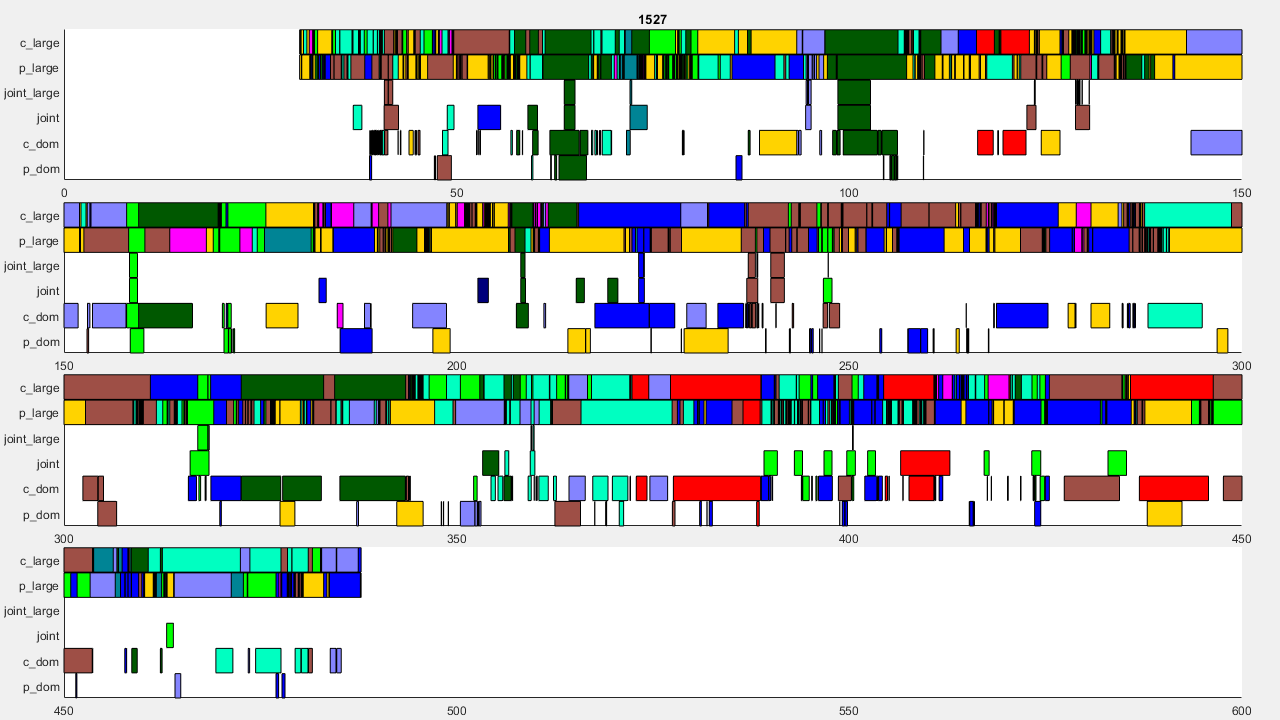 1527
c_large
p_large
joint_large
joint
c_dom
p_dom
0 50 100 150
c_large
p_large
joint_large
joint
c_dom
p_dom
150 200 250 300
c_large
p_large
joint_large
joint
c_dom
p_dom
300 350 400 450
c_large
p_large
joint_large
joint
c_dom
p_dom
450 500 550 600